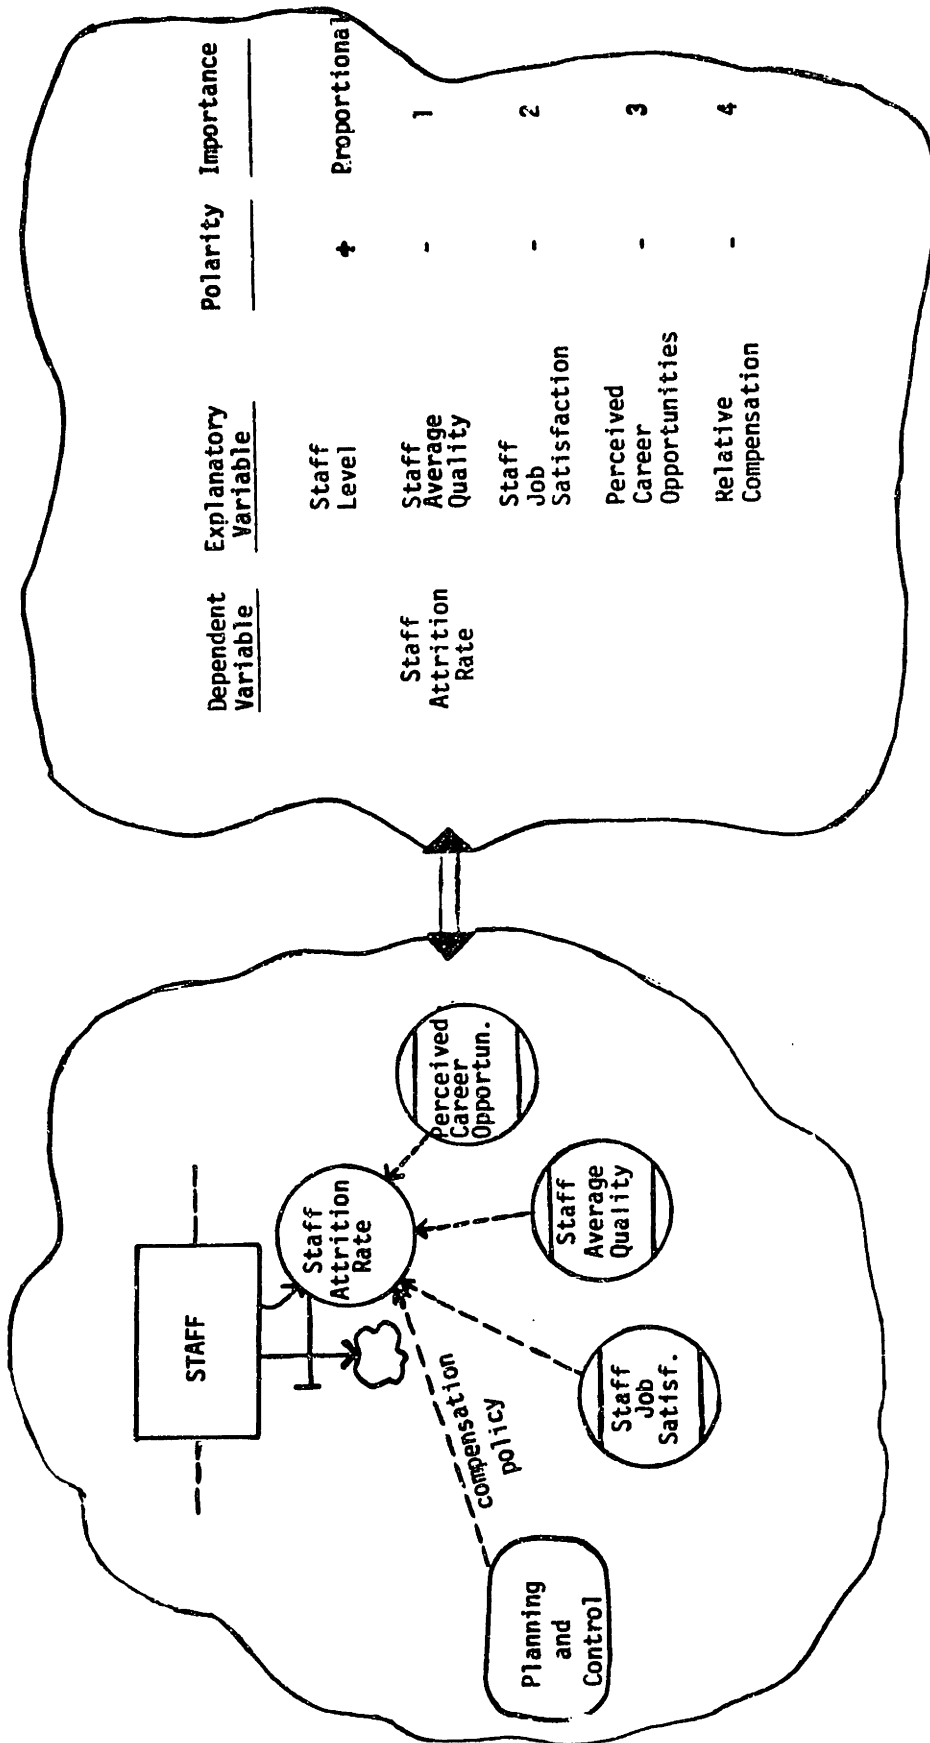 STAFF
Staff
Attrition
Rate
Perceived
Career
Opportun.
Staff
Average
Quality
Staff
Job
Satisf.
compensation
policy
Planning
and
Control
Dependent Explanatory Polarity Importance
Variable Variable
Staff + Proportional
Level
Staff Staff - 1
Attrition Average
Rate Quality
Staff - 2
Job
Satisfaction
Perceived - 3
Career
Opportunities
Relative - 4
Compensation